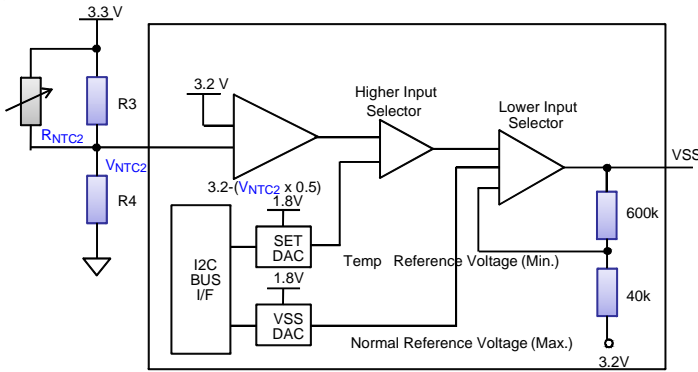 3.3 V
R3
RNTC2
VNTC2
R4
3.2 V
3.2-(VNTC2 x 0.5)
Higher Input
Selector
Lower Input
Selector
VSS
1.8V
SET
DAC
I2C
BUS
I/F
1.8V
VSS
DAC
Temp Reference Voltage (Min.)
Normal Reference Voltage (Max.)
600k
40k
3.2V